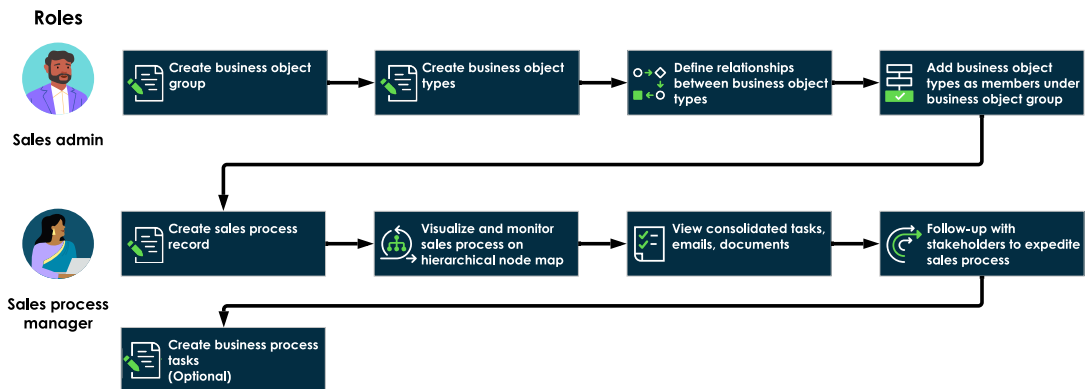 Roles
Create business object
group
Create business object
types
Define relationships
between business object
types
Add business object
types as members under
business object group
Sales admin
Create sales process
record
Visualize and monitor
sales process on
hierarchical node map
View consolidated tasks,
emails, documents
Follow-up with
stakeholders to expedite
sales process
Sales process
manager
Create business process
tasks
(Optional)